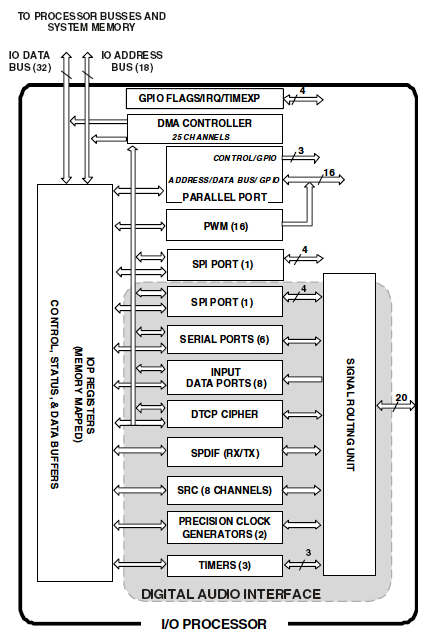 TO PROCESSOR BUSSES AND
SYSTEM MEMORY
IO DATA
BUS (32)
IO ADDRESS
BUS (18)
GPIO FLAGS/IRQ/TIMEXP
4
DMA CONTROLLER
25 CHANNELS
CONTROL/GPIO
3
ADDRESS/DATA BUS/ GPIO
16
PARALLEL PORT
PWM (16)
SPI PORT (1)
4
SPI PORT (1)
4
SERIAL PORTS (6)
INPUT
DATA PORTS (8)
DTCP CIPHER
SPDIF (RX/TX)
SRC (8 CHANNELS)
PRECISION CLOCK
GENERATORS (2)
TIMERS (3)
3
IOP REGISTERS
(MEMORY MAPPED)
CONTROL, STATUS, & DATA BUFFERS
SIGNAL ROUTING UNIT
20
DIGITAL AUDIO INTERFACE
I/O PROCESSOR